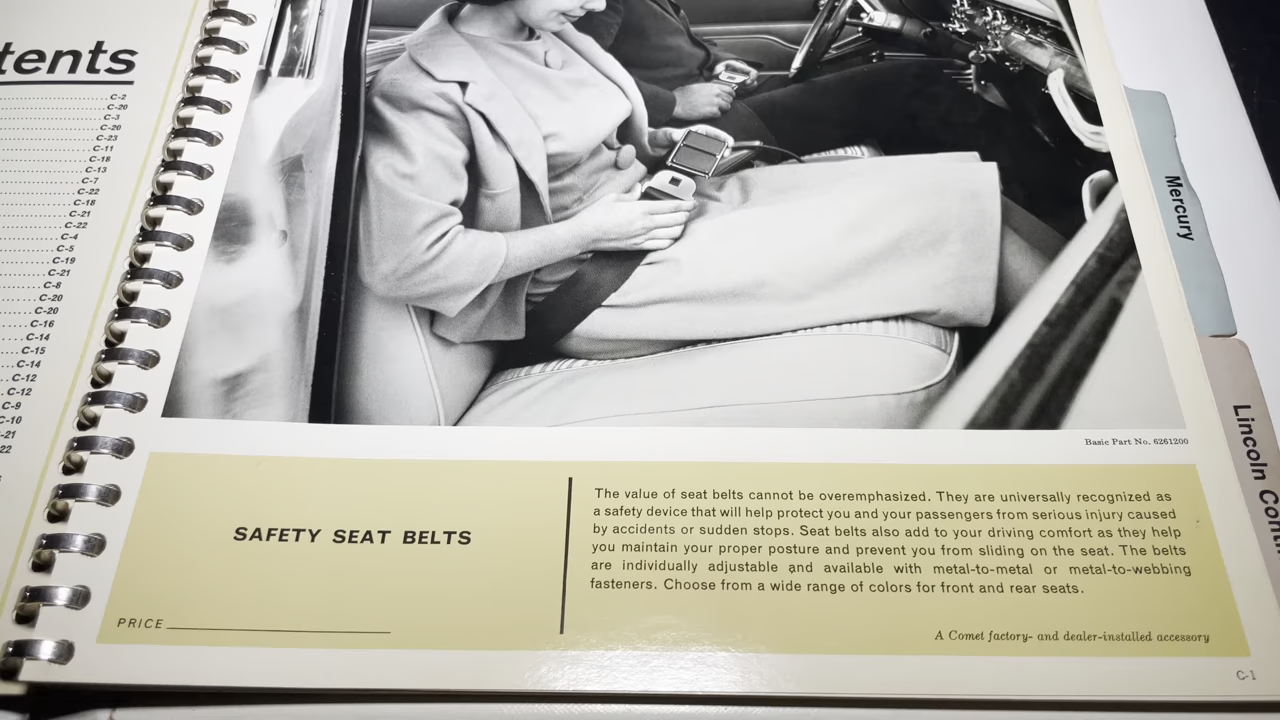 tents
C-2
C-20
C-3
C-20
C-23
C-11
C-18
C-13
C-7
C-22
C-18
C-21
C-22
C-4
C-5
C-19
C-21
C-8
C-20
C-20
C-16
C-14
C-15
C-14
C-12
C-12
C-9
C-10
-21
22
Mercury
Lincoln Conti
Basic Part No. 6261200
SAFETY SEAT BELTS
PRICE
The value of seat belts cannot be overemphasized. They are universally recognized as
a safety device that will help protect you and your passengers from serious injury caused
by accidents or sudden stops. Seat belts also add to your driving comfort as they help
you maintain your proper posture and prevent you from sliding on the seat. The belts
are individually adjustable and available with metal-to-metal or metal-to-webbing
fasteners. Choose from a wide range of colors for front and rear seats.
A Comet factory- and dealer-installed accessory
C-1